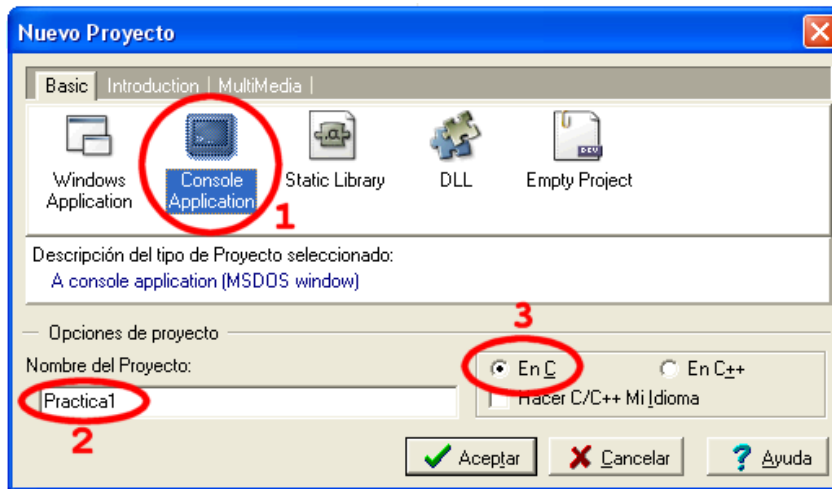 Nuevo Proyecto
Basic Introduction MultiMedia
Windows Application
Console Application
Static Library
DLL
Empty Project
1
Descripción del tipo de Proyecto seleccionado:
A console application (MSDOS window)
Opciones de proyecto
3
Nombre del Proyecto:
En C
En C++
Practica1
Hacer C/C++ Mi Idioma
2
Aceptar
Cancelar
Ayuda